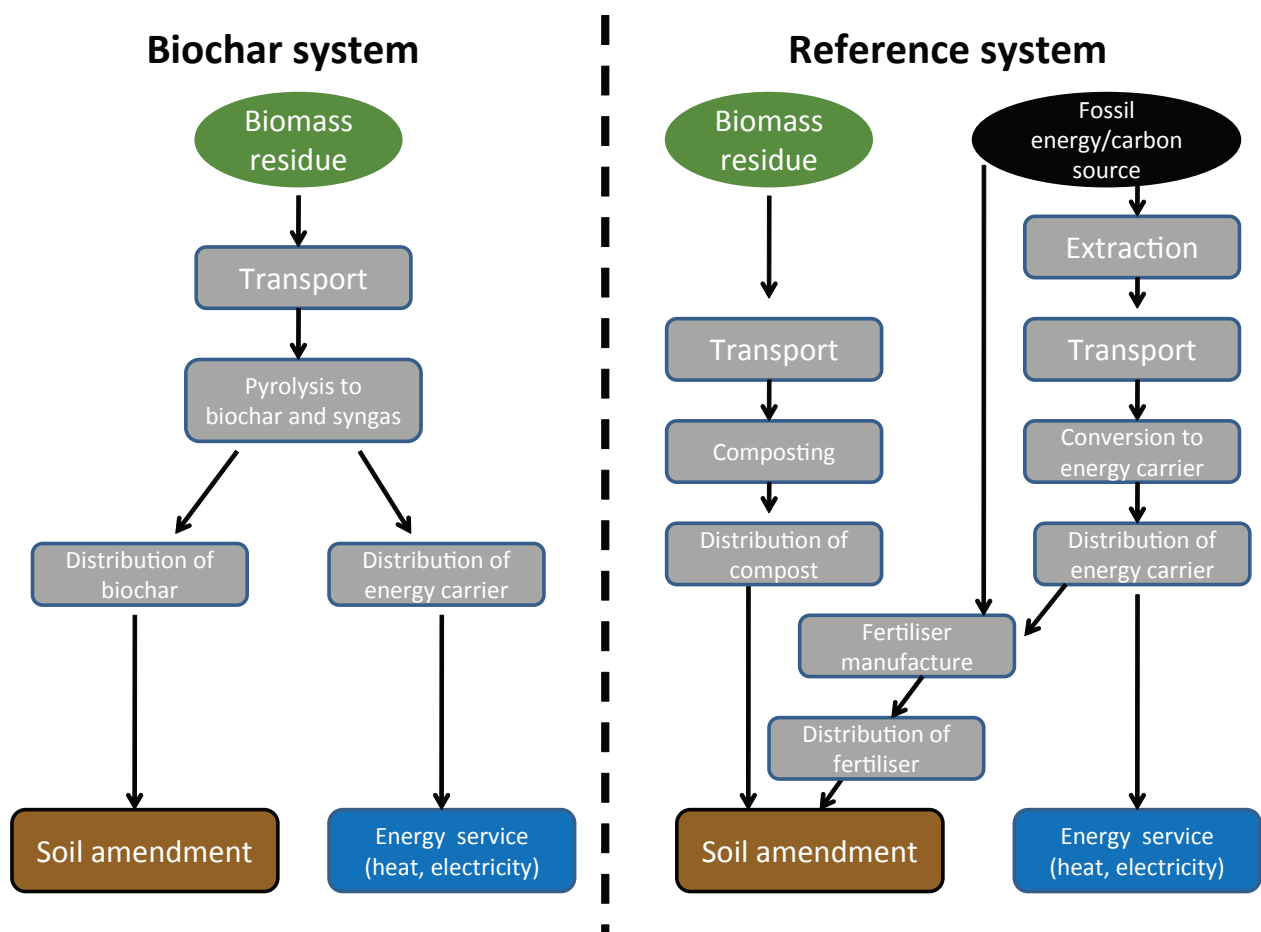 Biochar system
Biomass
residue
Transport
Pyrolysis to
biochar and syngas
Distribution of
biochar
Distribution of
energy carrier
Soil amendment
Energy service
(heat, electricity)
Reference system
Biomass
residue
Fossil
energy/carbon
source
Extraction
Transport
Transport
Composting
Conversion to
energy carrier
Distribution of
compost
Distribution of
energy carrier
Fertiliser
manufacture
Distribution of
fertiliser
Soil amendment
Energy service
(heat, electricity)